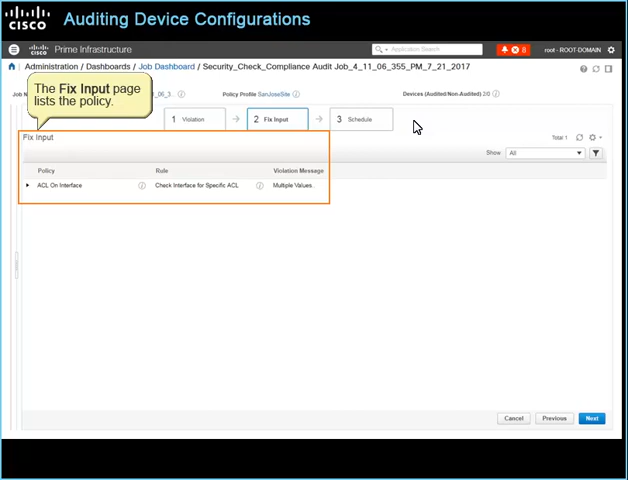 CISCO
Auditing Device Configurations
CISCO
Prime Infrastructure
Application Search
8
root - ROOT-DOMAIN
Administration / Dashboards / Job Dashboard / Security_Check_Compliance Audit Job_4_11_06_355_PM_7_21_2017
The Fix Input page
lists the policy.
_06_3..
Policy Profile SanJoseSite
Devices (Audited/Non-Audited) 2/0
1 Violation
2 Fix Input
3 Schedule
Fix Input
Total 1
Show All
Policy Rule Violation Message
ACL On Interface Check Interface for Specific ACL Multiple Values..
Cancel Previous Next